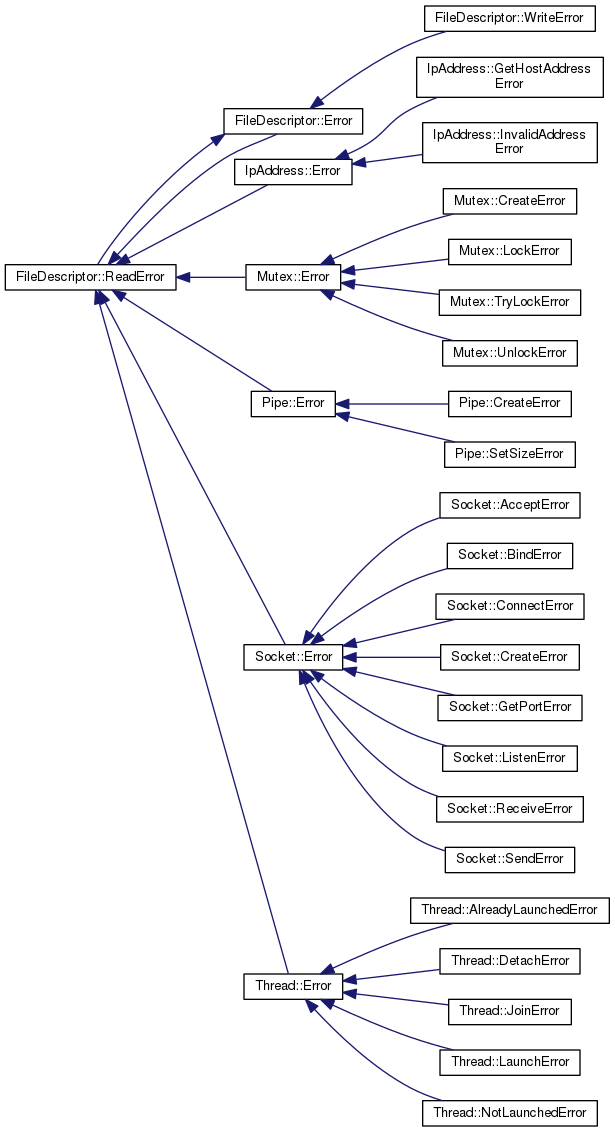 FileDescriptor::WriteError
IpAddress::GetHostAddress
Error
FileDescriptor::Error
IpAddress::InvalidAddress
Error
IpAddress::Error
Mutex::CreateError
Mutex::LockError
FileDescriptor::ReadError
Mutex::Error
Mutex::TryLockError
Mutex::UnlockError
Pipe::Error
Pipe::CreateError
Pipe::SetSizeError
Socket::AcceptError
Socket::BindError
Socket::ConnectError
Socket::Error
Socket::CreateError
Socket::GetPortError
Socket::ListenError
Socket::ReceiveError
Socket::SendError
Thread::AlreadyLaunchedError
Thread::DetachError
Thread::Error
Thread::JoinError
Thread::LaunchError
Thread::NotLaunchedError